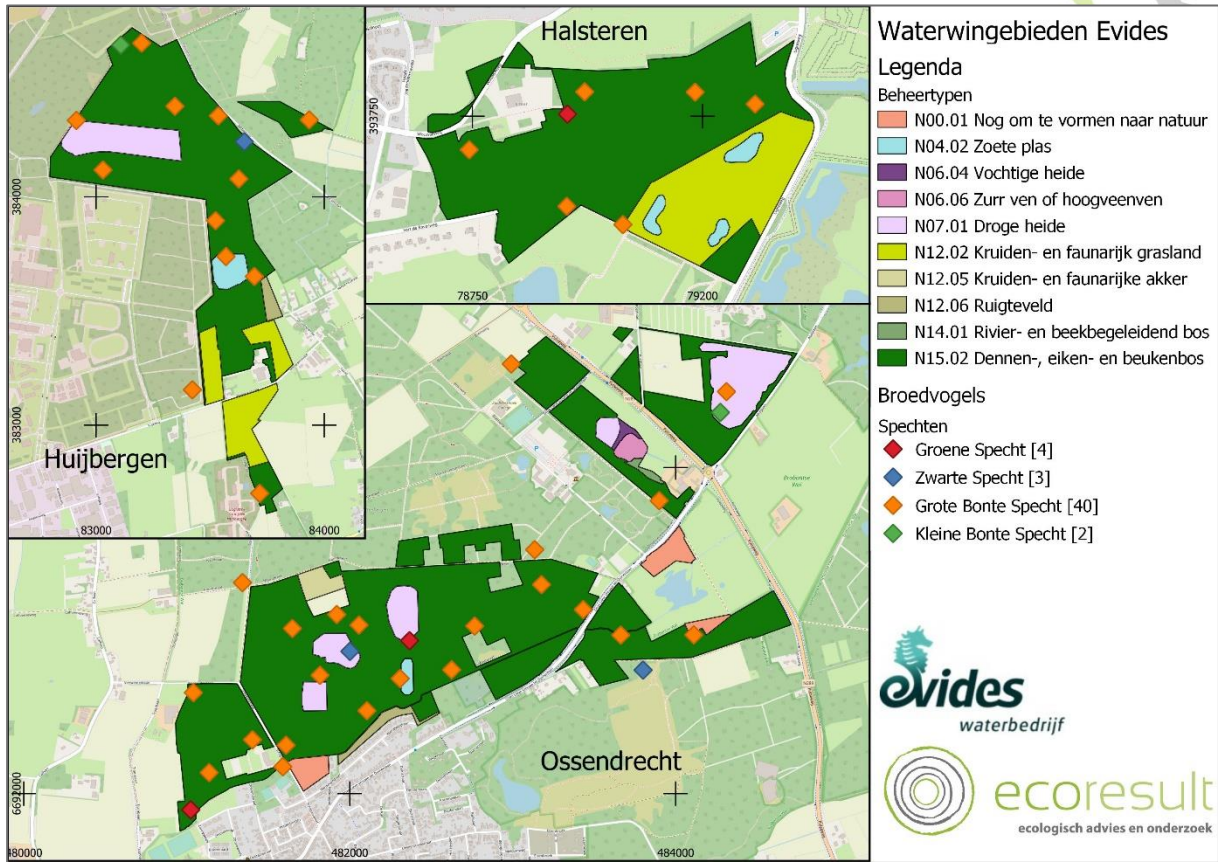 Huijbergen
384000
383000
83000
84000
Halsteren
393750
78750
79200
Ossendrecht
6692000
480000
482000
484000
Waterwingebieden Evides
Legenda
Beheertypen
N00.01 Nog om te vormen naar natuur
N04.02 Zoete plas
N06.04 Vochtige heide
N06.06 Zurr ven of hoogveenven
N07.01 Droge heide
N12.02 Kruiden- en faunarijk grasland
N12.05 Kruiden- en faunarijke akker
N12.06 Ruigteveld
N14.01 Rivier- en beekbegeleidend bos
N15.02 Dennen-, eiken- en beukenbos
Broedvogels
Spechten
Groene Specht [4]
Zwarte Specht [3]
Grote Bonte Specht [40]
Kleine Bonte Specht [2]
evides
waterbedrijf
ecoresult
ecologisch advies en onderzoek